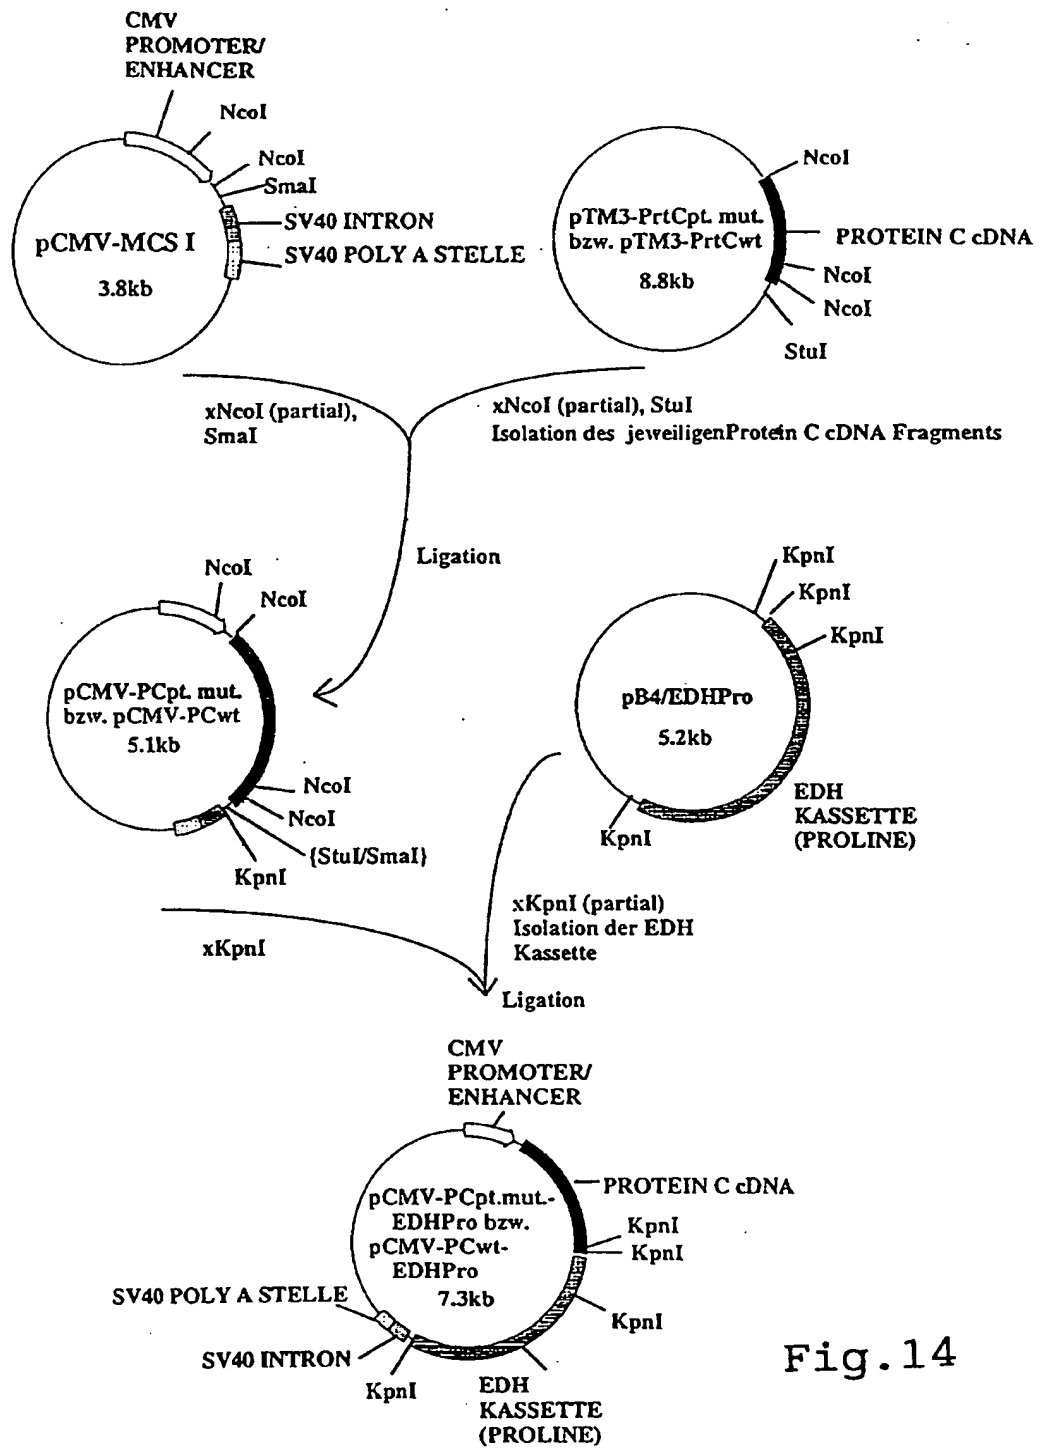 CMV
PROMOTER/
ENHANCER
NcoI
NcoI
SmaI
SV40 INTRON
SV40 POLY A STELLE
pCMV-MCS I
3.8kb
NcoI
pTM3-PrtCpt. mut.
bzw. pTM3-PrtCwt
8.8kb
PROTEIN C cDNA
NcoI
NcoI
StuI
xNcoI (partial),
SmaI
xNcoI (partial), StuI
Isolation des jeweiligenProtein C cDNA Fragments
Ligation
NcoI
NcoI
pCMV-PCpt. mut.
bzw. pCMV-PCwt
5.1kb
NcoI
NcoI
{StuI/SmaI}
KpnI
KpnI
KpnI
KpnI
pB4/EDHPro
5.2kb
EDH
KASSETTE
(PROLINE)
KpnI
xKpnI
xKpnI (partial)
Isolation der EDH
Kassette
Ligation
CMV
PROMOTER/
ENHANCER
pCMV-PCpt.mut.-
EDHPro bzw.
pCMV-PCwt-
EDHPro
7.3kb
PROTEIN C cDNA
KpnI
KpnI
KpnI
SV40 POLY A STELLE
SV40 INTRON
KpnI
EDH
KASSETTE
(PROLINE)
Fig.14